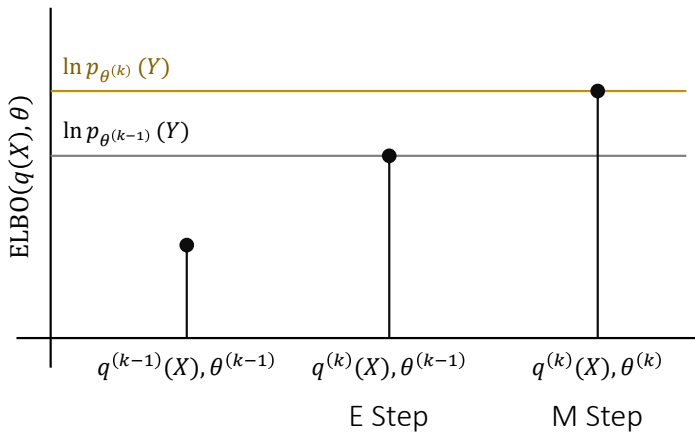 ln p_{θ^{(k)}}(Y)
ln p_{θ^{(k−1)}}(Y)
ELBO(q(X), θ)
q^{(k−1)}(X), θ^{(k−1)}
q^{(k)}(X), θ^{(k−1)}
q^{(k)}(X), θ^{(k)}
E Step
M Step